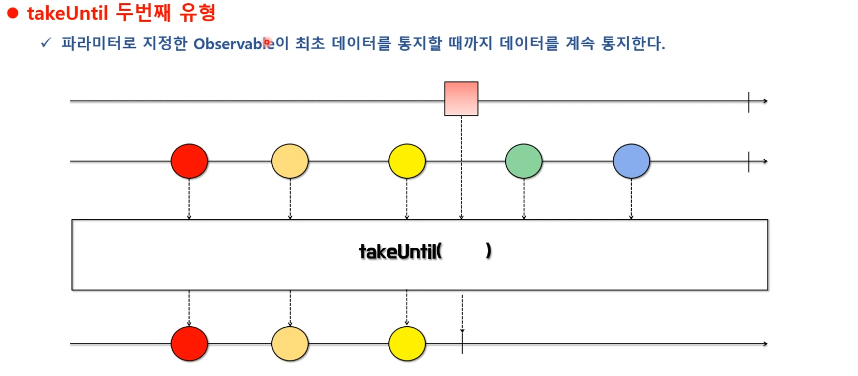 takeUntil 두번째 유형
파라미터로 지정한 Observable이 최초 데이터를 통지할 때까지 데이터를 계속 통지한다.
takeUntil( )